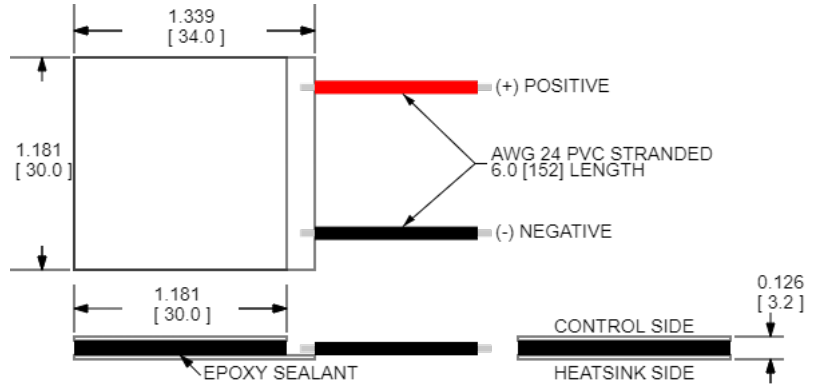 1.339
[ 34.0 ]
(+) POSITIVE
1.181
[ 30.0 ]
AWG 24 PVC STRANDED
6.0 [152] LENGTH
(-) NEGATIVE
1.181
[ 30.0 ]
0.126
[ 3.2 ]
CONTROL SIDE
EPOXY SEALANT
HEATSINK SIDE